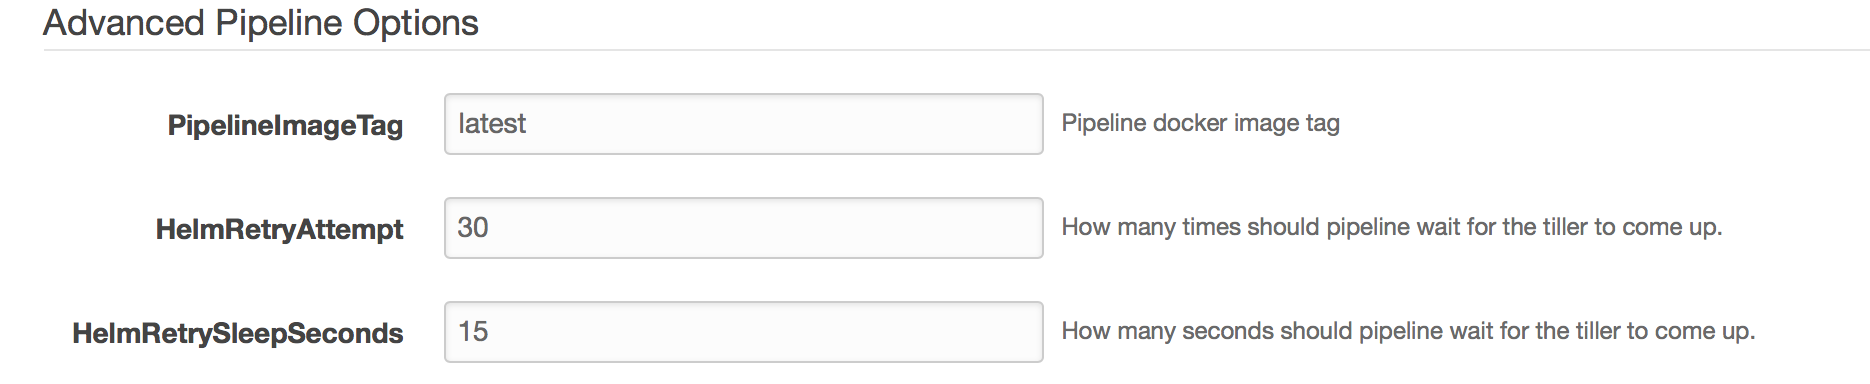 Advanced Pipeline Options
PipelineImageTag latest Pipeline docker image tag
HelmRetryAttempt 30 How many times should pipeline wait for the tiller to come up.
HelmRetrySleepSeconds 15 How many seconds should pipeline wait for the tiller to come up.